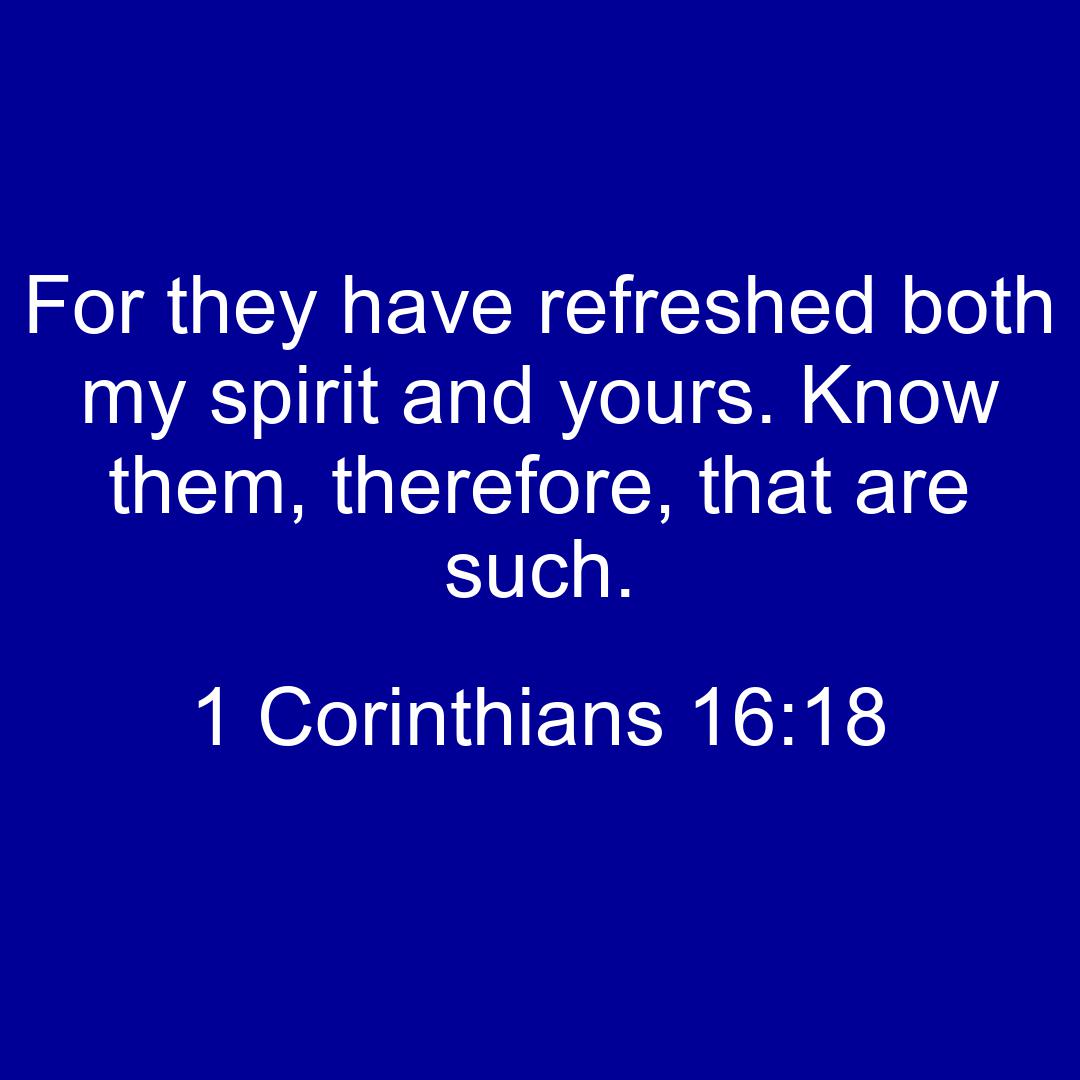 For they have refreshed both
my spirit and yours. Know
them, therefore, that are
such.
1 Corinthians 16:18